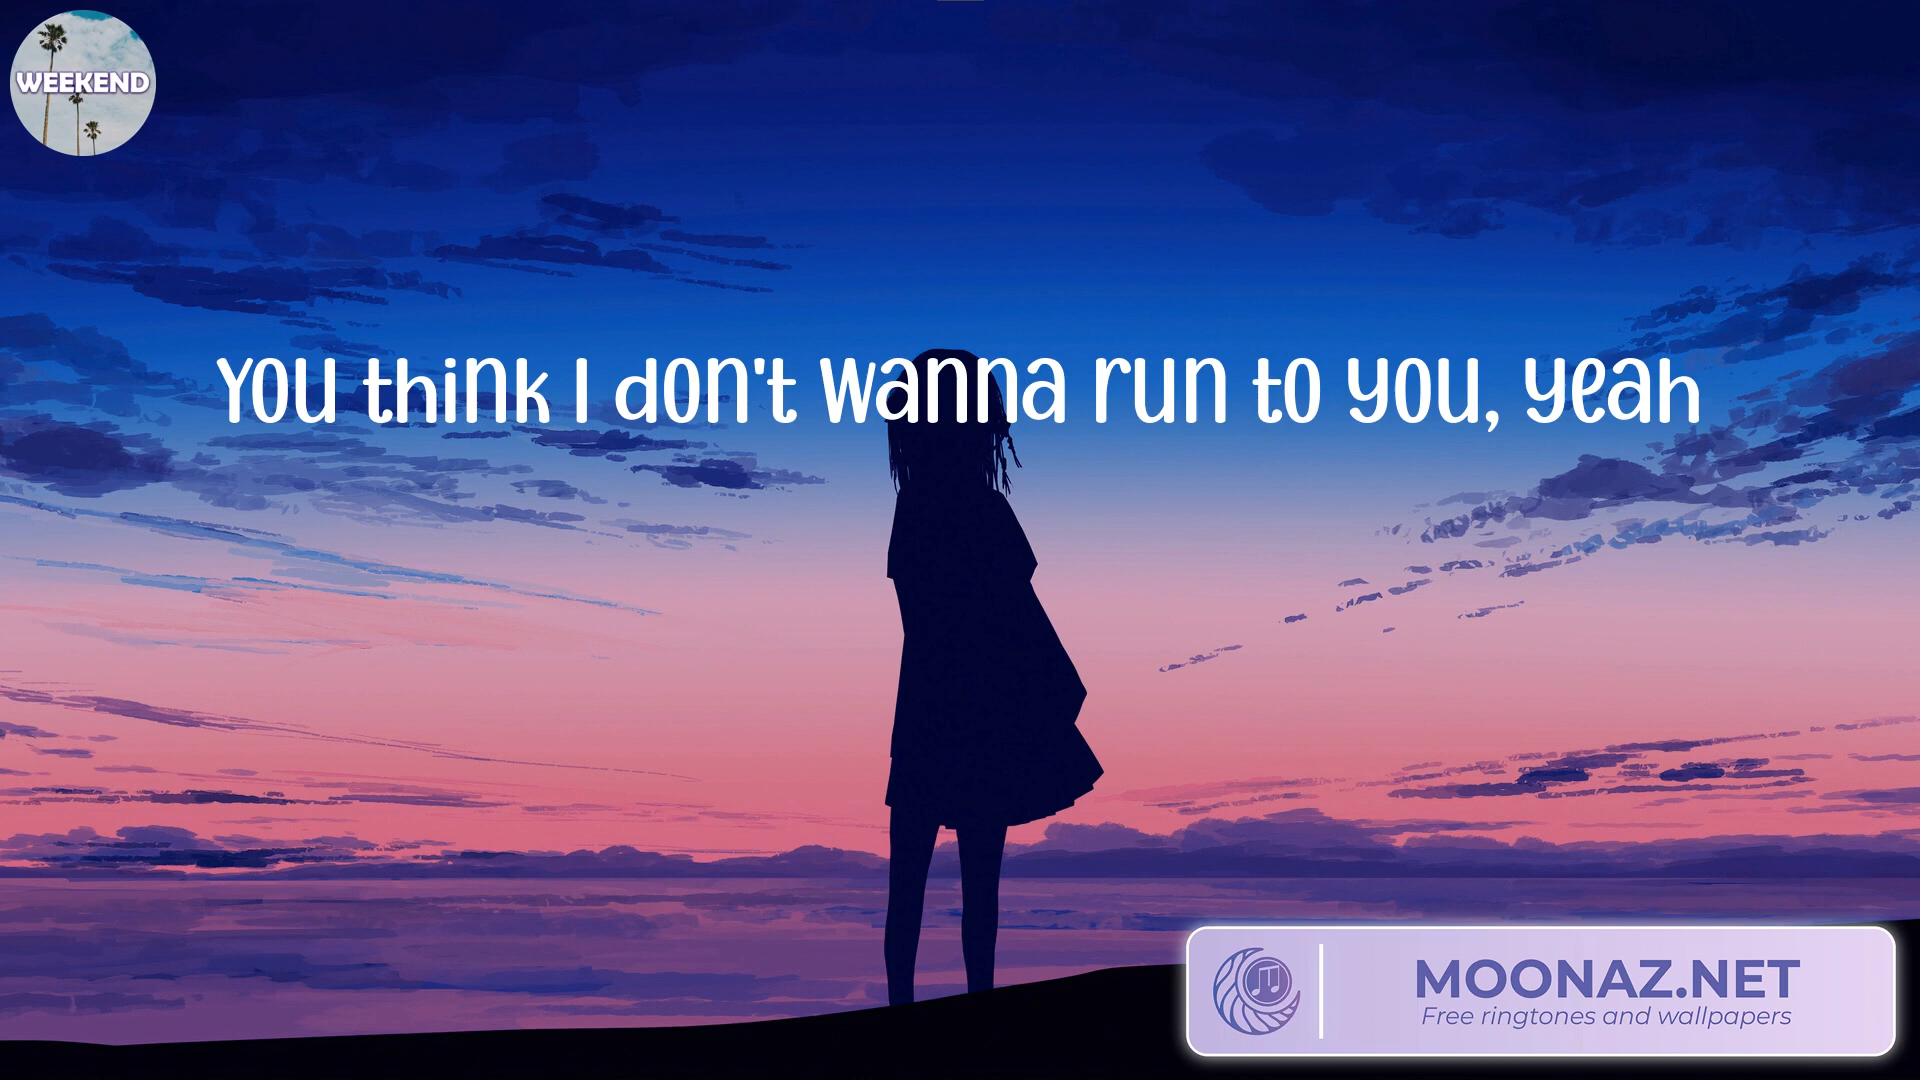 WEEKEND
You think I don't wanna run to you, yeah
MOONAZ.NET
Free ringtones and wallpapers